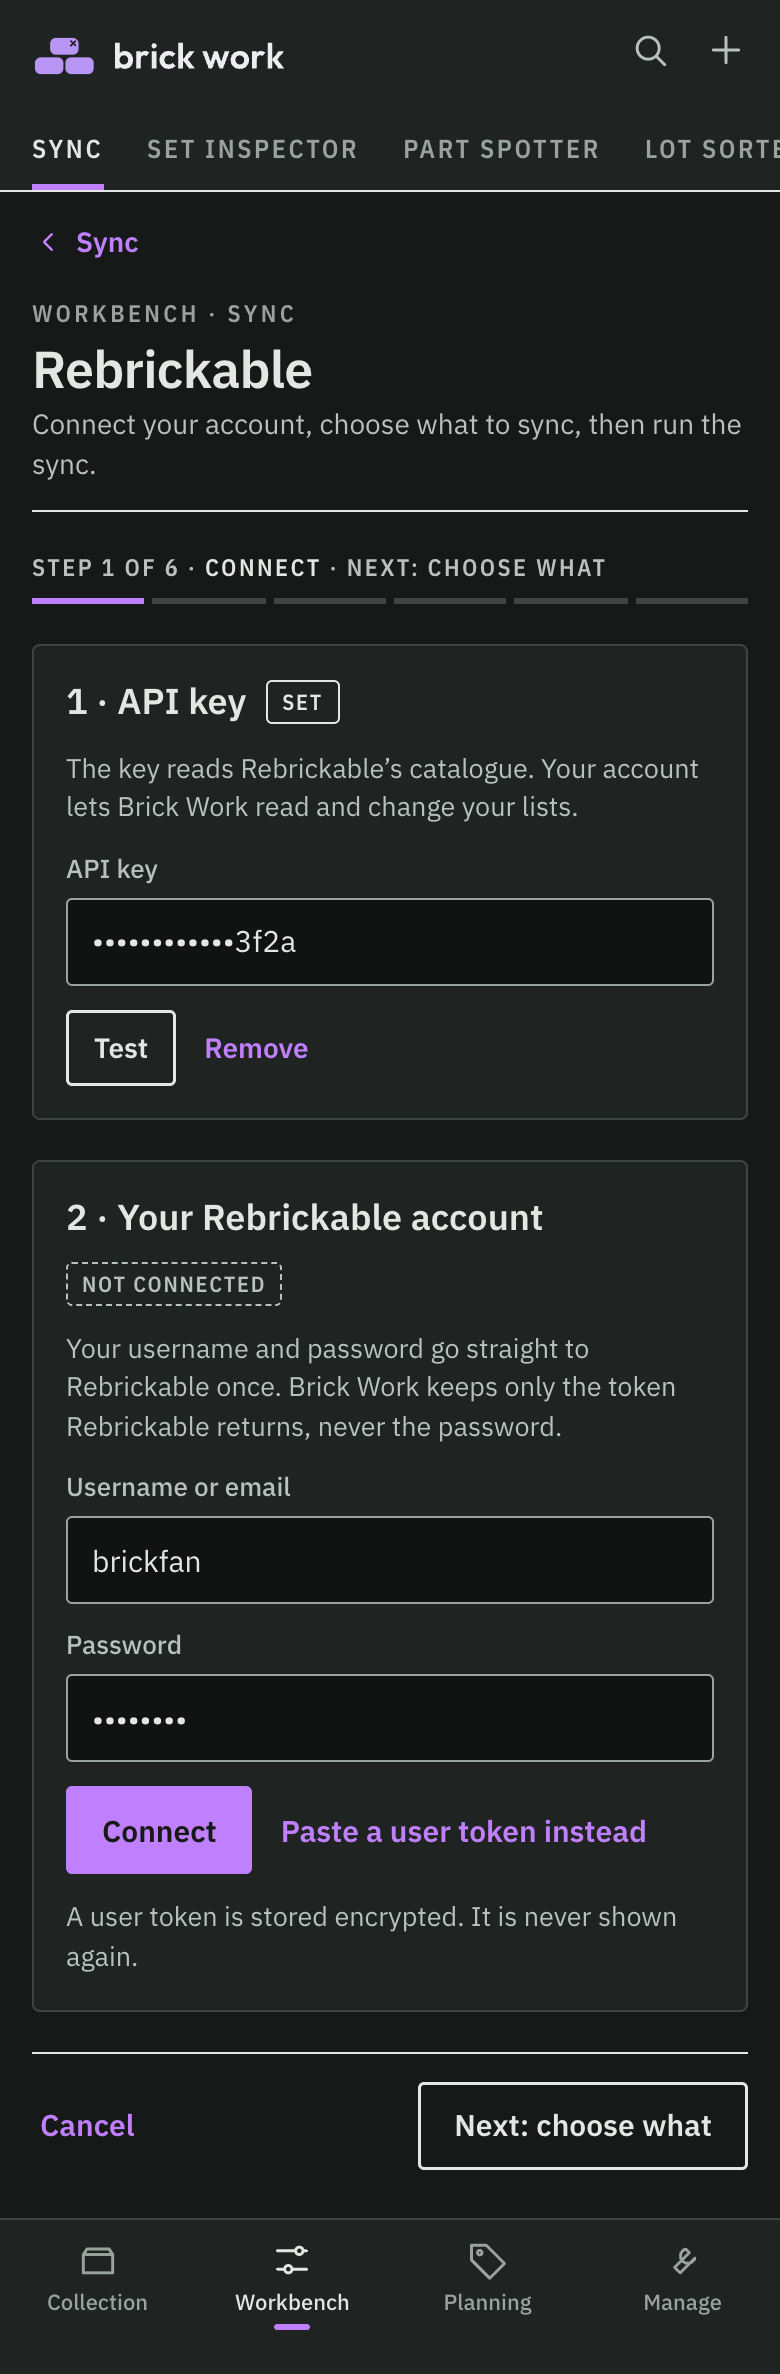 brick work
SYNC SET INSPECTOR PART SPOTTER LOT SORTE
Sync
WORKBENCH · SYNC
Rebrickable
Connect your account, choose what to sync, then run the
sync.
STEP 1 OF 6 · CONNECT · NEXT: CHOOSE WHAT
1 · API key SET
The key reads Rebrickable’s catalogue. Your account
lets Brick Work read and change your lists.
API key
••••••••••••3f2a
Test Remove
2 · Your Rebrickable account
NOT CONNECTED
Your username and password go straight to
Rebrickable once. Brick Work keeps only the token
Rebrickable returns, never the password.
Username or email
brickfan
Password
••••••••
Connect Paste a user token instead
A user token is stored encrypted. It is never shown
again.
Cancel Next: choose what
Collection Workbench Planning Manage